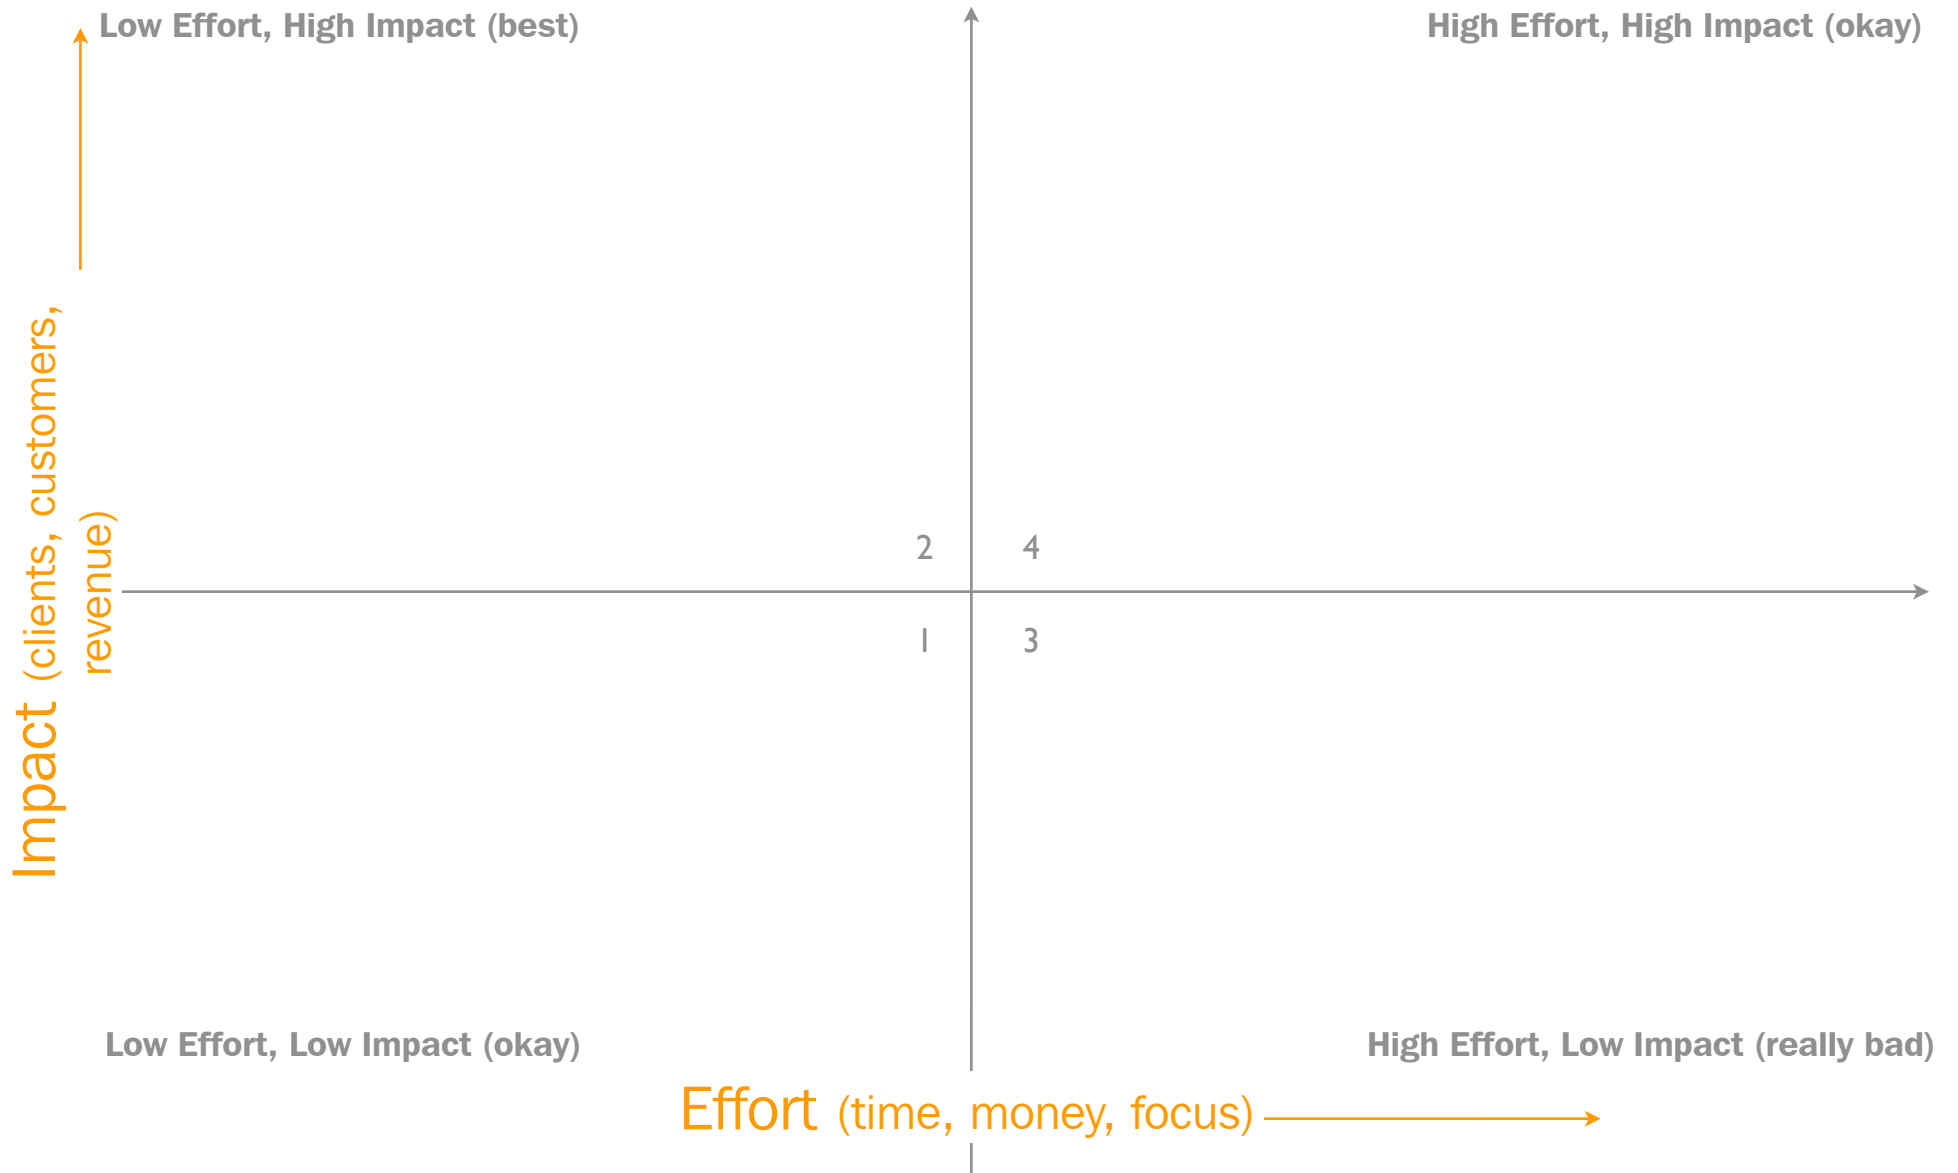 Low Effort, High Impact (best)
High Effort, High Impact (okay)
Impact (clients, customers,
revenue)
2
4
1
3
Low Effort, Low Impact (okay)
High Effort, Low Impact (really bad)
Effort (time, money, focus)